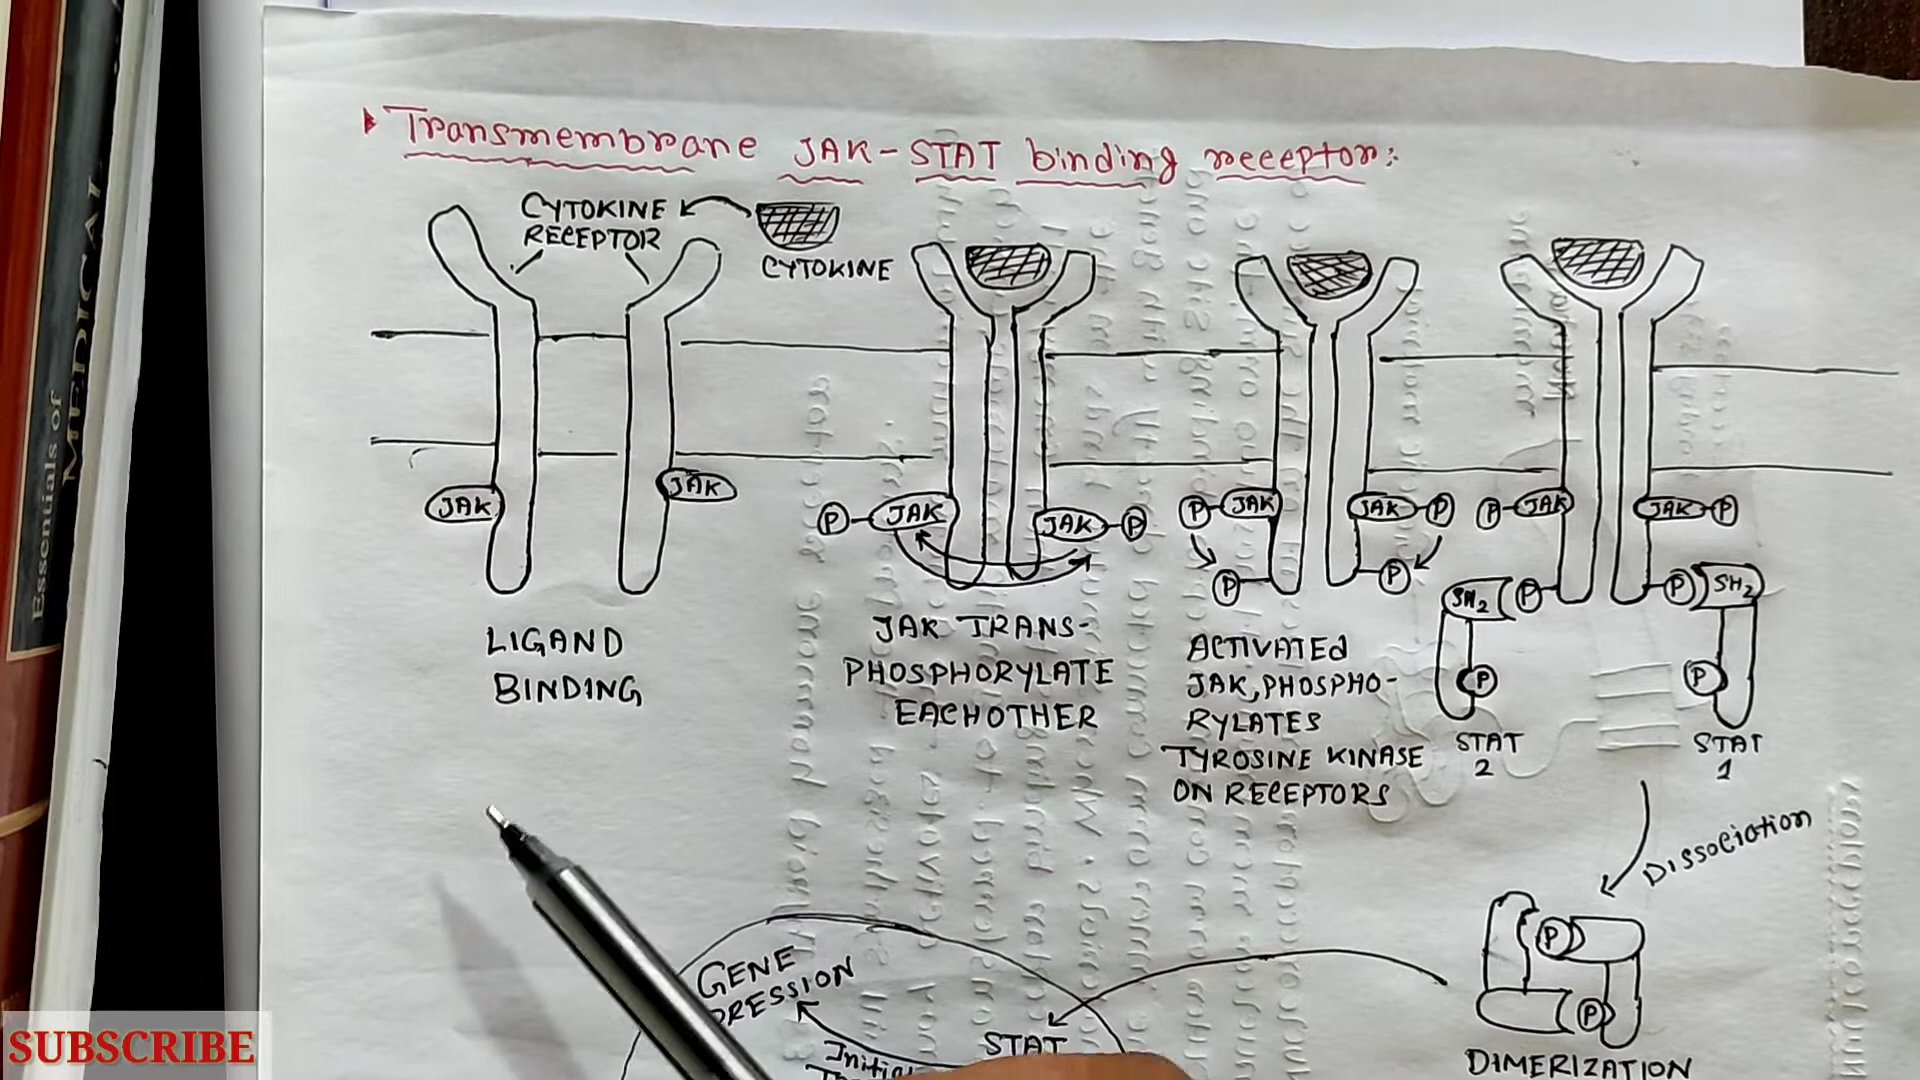 Transmembrane JAK-STAT binding receptor:
CYTOKINE
RECEPTOR
CYTOKINE
JAK
JAK
LIGAND
BINDING
P
JAK
JAK
P
JAK TRANS-
PHOSPHORYLATE
EACHOTHER
P
JAK
JAK
P
P
P
ACTIVATEd
JAK, PHOSPHO-
RYLATES
TYROSINE KINASE
ON RECEPTORS
P
JAK
JAK
P
SH2
P
P
SH2
P
P
STAT
2
STAT
1
Dissociation
P
P
DIMERIZATION
STAT
GENE
PRESSION
Essentials of
MEDICAL
SUBSCRIBE